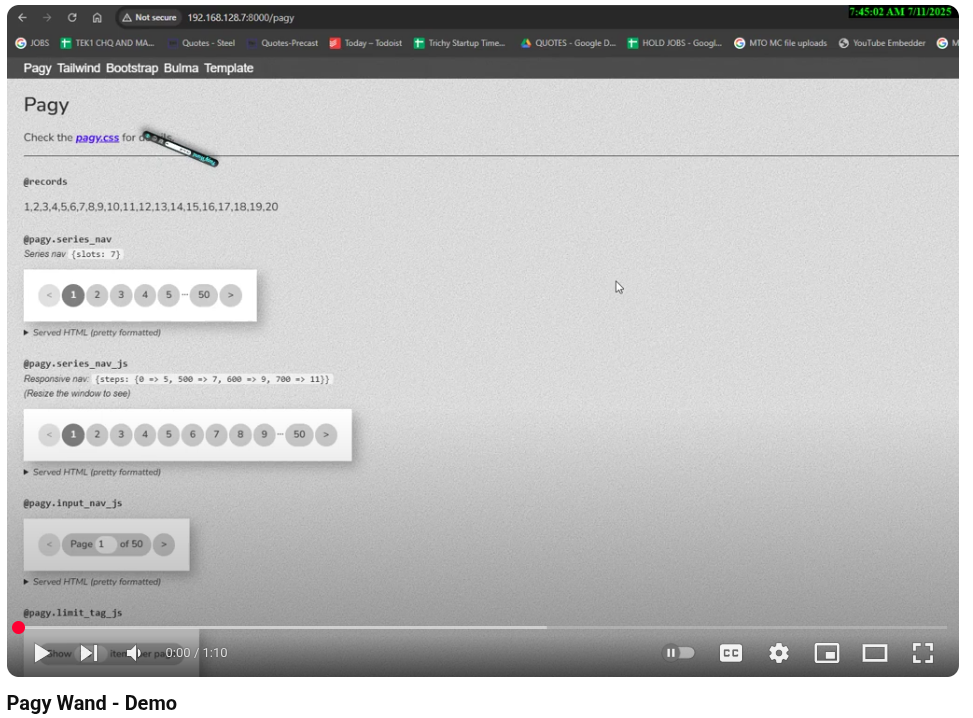 7:45:02 AM 7/11/2025
Not secure 192.168.128.7:8000/pagy
JOBS TEK1 CHQ AND MA... Quotes - Steel Quotes-Precast Today – Todoist Trichy Startup Time... QUOTES - Google D... HOLD JOBS - Googl... MTO MC file uploads YouTube Embedder M
Pagy Tailwind Bootstrap Bulma Template
Pagy
Check the pagy.css for
@records
1,2,3,4,5,6,7,8,9,10,11,12,13,14,15,16,17,18,19,20
@pagy.series_nav
Series nav {slots: 7}
< 1 2 3 4 5 ... 50 >
▸ Served HTML (pretty formatted)
@pagy.series_nav_js
Responsive nav: {steps: {0 => 5, 500 => 7, 600 => 9, 700 => 11}}
(Resize the window to see)
< 1 2 3 4 5 6 7 8 9 ... 50 >
▸ Served HTML (pretty formatted)
@pagy.input_nav_js
< Page 1 of 50 >
▸ Served HTML (pretty formatted)
@pagy.limit_tag_js
Show items per page
0:00 / 1:10
CC
Pagy Wand - Demo